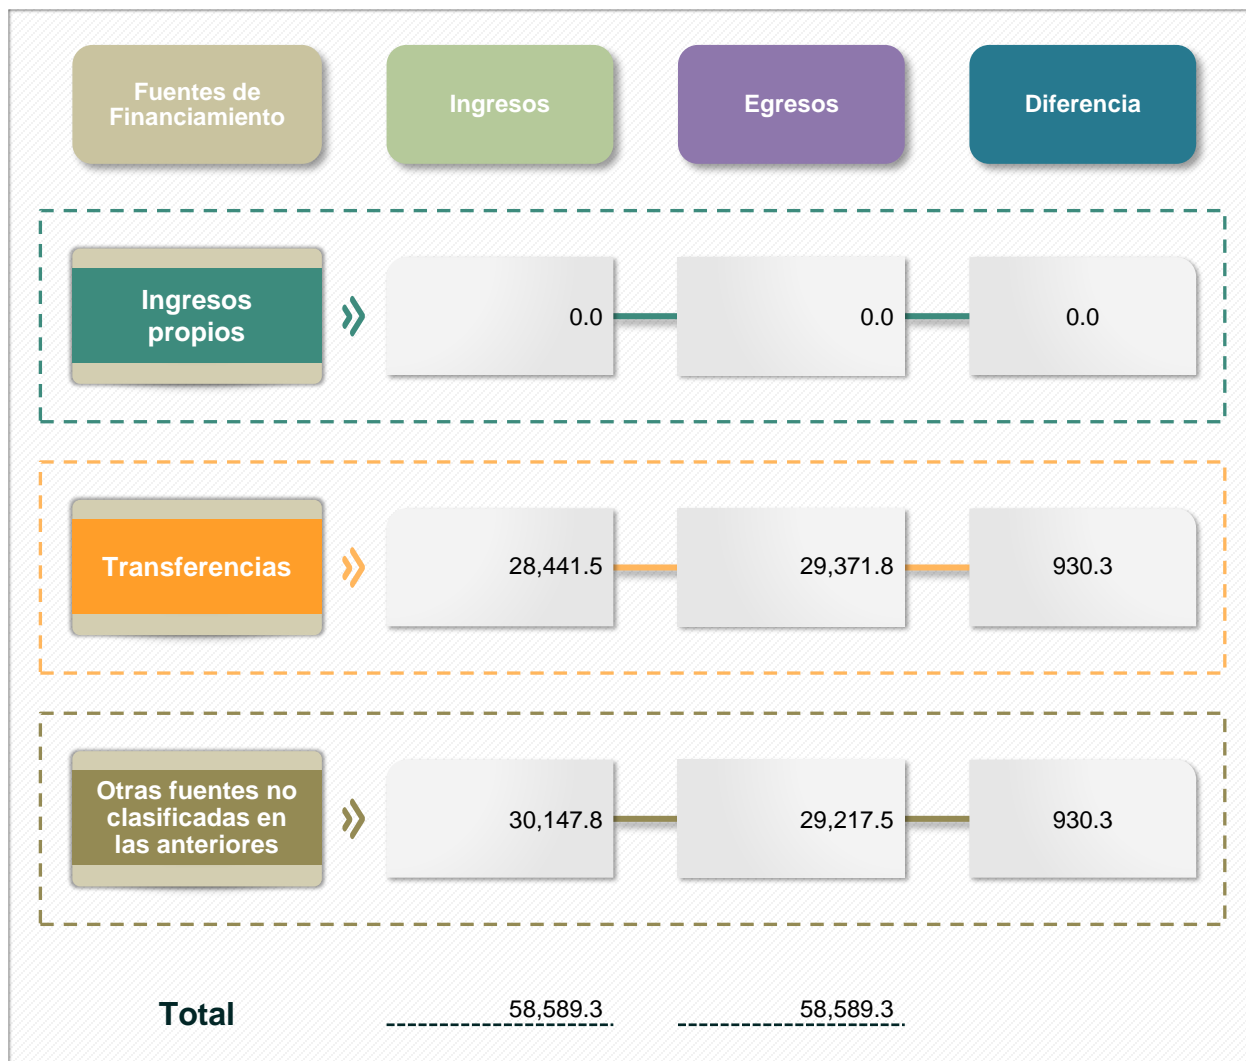 Fuentes de
Financiamiento
Ingresos
Egresos
Diferencia
Ingresos
propios
0.0
0.0
0.0
Transferencias
28,441.5
29,371.8
930.3
Otras fuentes no
clasificadas en
las anteriores
30,147.8
29,217.5
930.3
Total
58,589.3
58,589.3